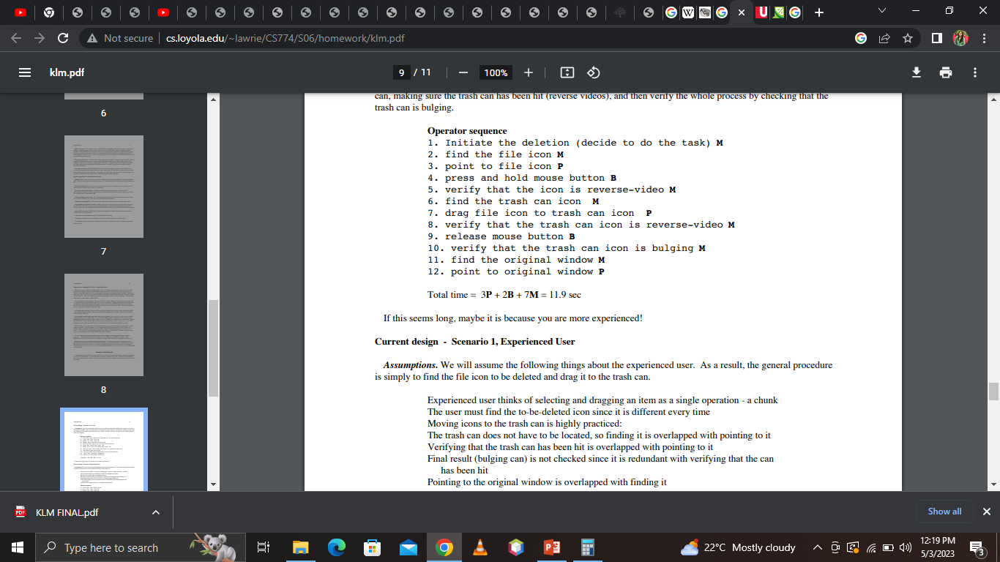 Not secure
cs.loyola.edu/~lawrie/CS774/S06/homework/klm.pdf
klm.pdf
9 / 11
100%
6
7
8
can, making sure the trash can has been hit (reverse videos), and then verify the whole process by checking that the
trash can is bulging.
Operator sequence
1. Initiate the deletion (decide to do the task) M
2. find the file icon M
3. point to file icon P
4. press and hold mouse button B
5. verify that the icon is reverse-video M
6. find the trash can icon M
7. drag file icon to trash can icon P
8. verify that the trash can icon is reverse-video M
9. release mouse button B
10. verify that the trash can icon is bulging M
11. find the original window M
12. point to original window P
Total time = 3P + 2B + 7M = 11.9 sec
If this seems long, maybe it is because you are more experienced!
Current design - Scenario 1, Experienced User
Assumptions. We will assume the following things about the experienced user. As a result, the general procedure
is simply to find the file icon to be deleted and drag it to the trash can.
Experienced user thinks of selecting and dragging an item as a single operation - a chunk
The user must find the to-be-deleted icon since it is different every time
Moving icons to the trash can is highly practiced:
The trash can does not have to be located, so finding it is overlapped with pointing to it
Verifying that the trash can has been hit is overlapped with pointing to it
Final result (bulging can) is not checked since it is redundant with verifying that the can
has been hit
Pointing to the original window is overlapped with finding it
PDF
KLM FINAL.pdf
Show all
Type here to search
22°C Mostly cloudy
12:19 PM
5/3/2023
3